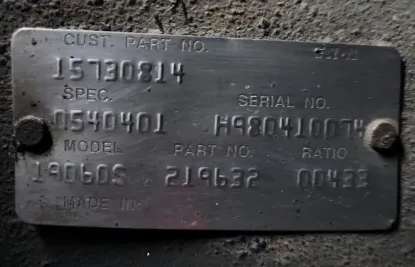 CUST. PART NO.
15730814
SPEC. SERIAL NO.
0540401 H980410074
MODEL PART NO. RATIO
19060S 219632 00433
MADE IN